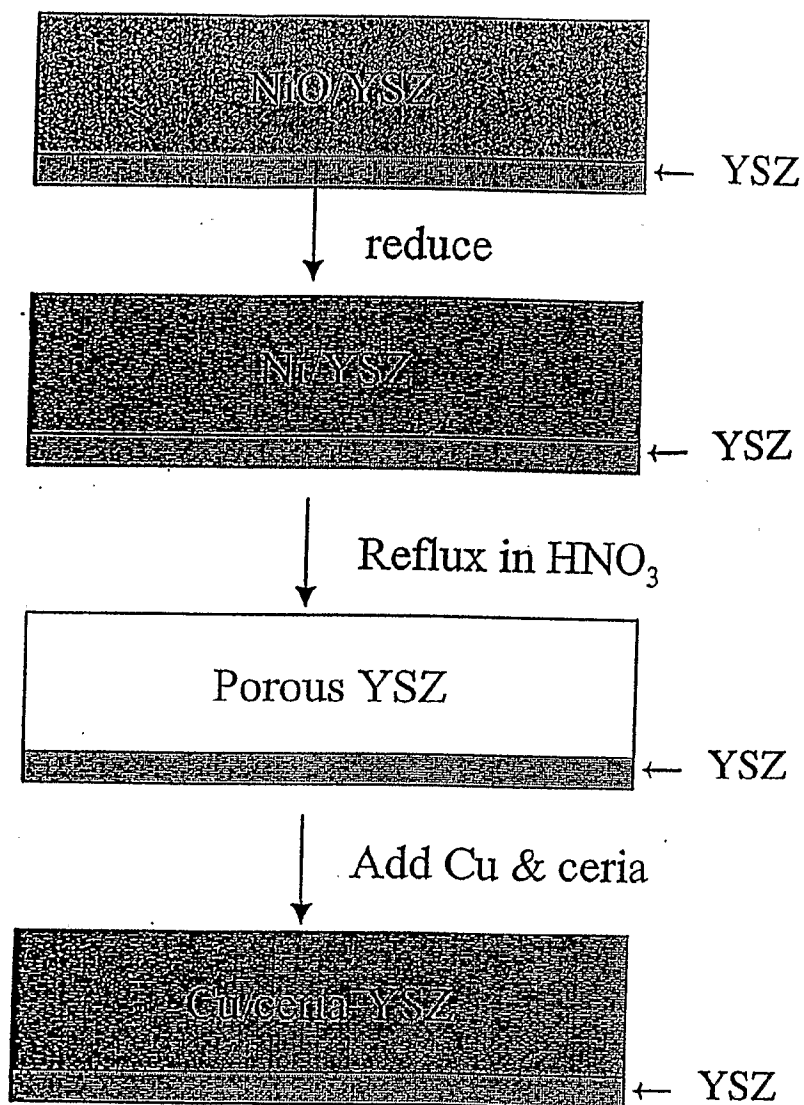 NiO/YSZ
← YSZ
reduce
Ni/YSZ
← YSZ
Reflux in HNO₃
Porous YSZ
← YSZ
Add Cu & ceria
Cu/ceria-YSZ
← YSZ